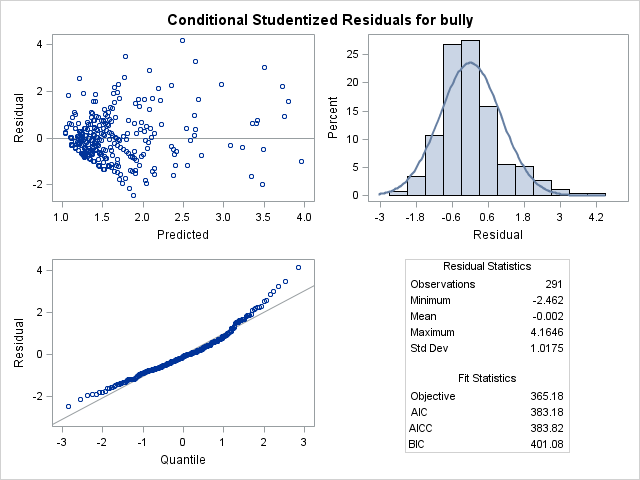 Conditional Studentized Residuals for bully
Residual
4
2
0
-2
1.0 1.5 2.0 2.5 3.0 3.5 4.0
Predicted
Percent
25
20
15
10
5
0
-3 -1.8 -0.6 0.6 1.8 3 4.2
Residual
Residual
4
2
0
-2
-3 -2 -1 0 1 2 3
Quantile
Residual Statistics
Observations 291
Minimum -2.462
Mean -0.002
Maximum 4.1646
Std Dev 1.0175
Fit Statistics
Objective 365.18
AIC 383.18
AICC 383.82
BIC 401.08